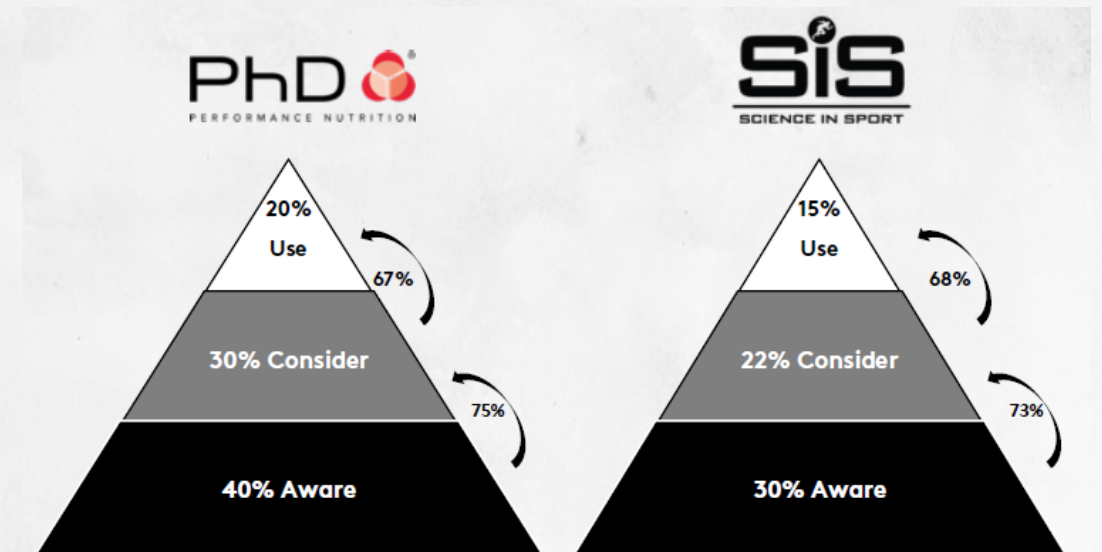 PhD ®
PERFORMANCE NUTRITION
20%
Use
67%
30% Consider
75%
40% Aware
SiS
SCIENCE IN SPORT
15%
Use
68%
22% Consider
73%
30% Aware